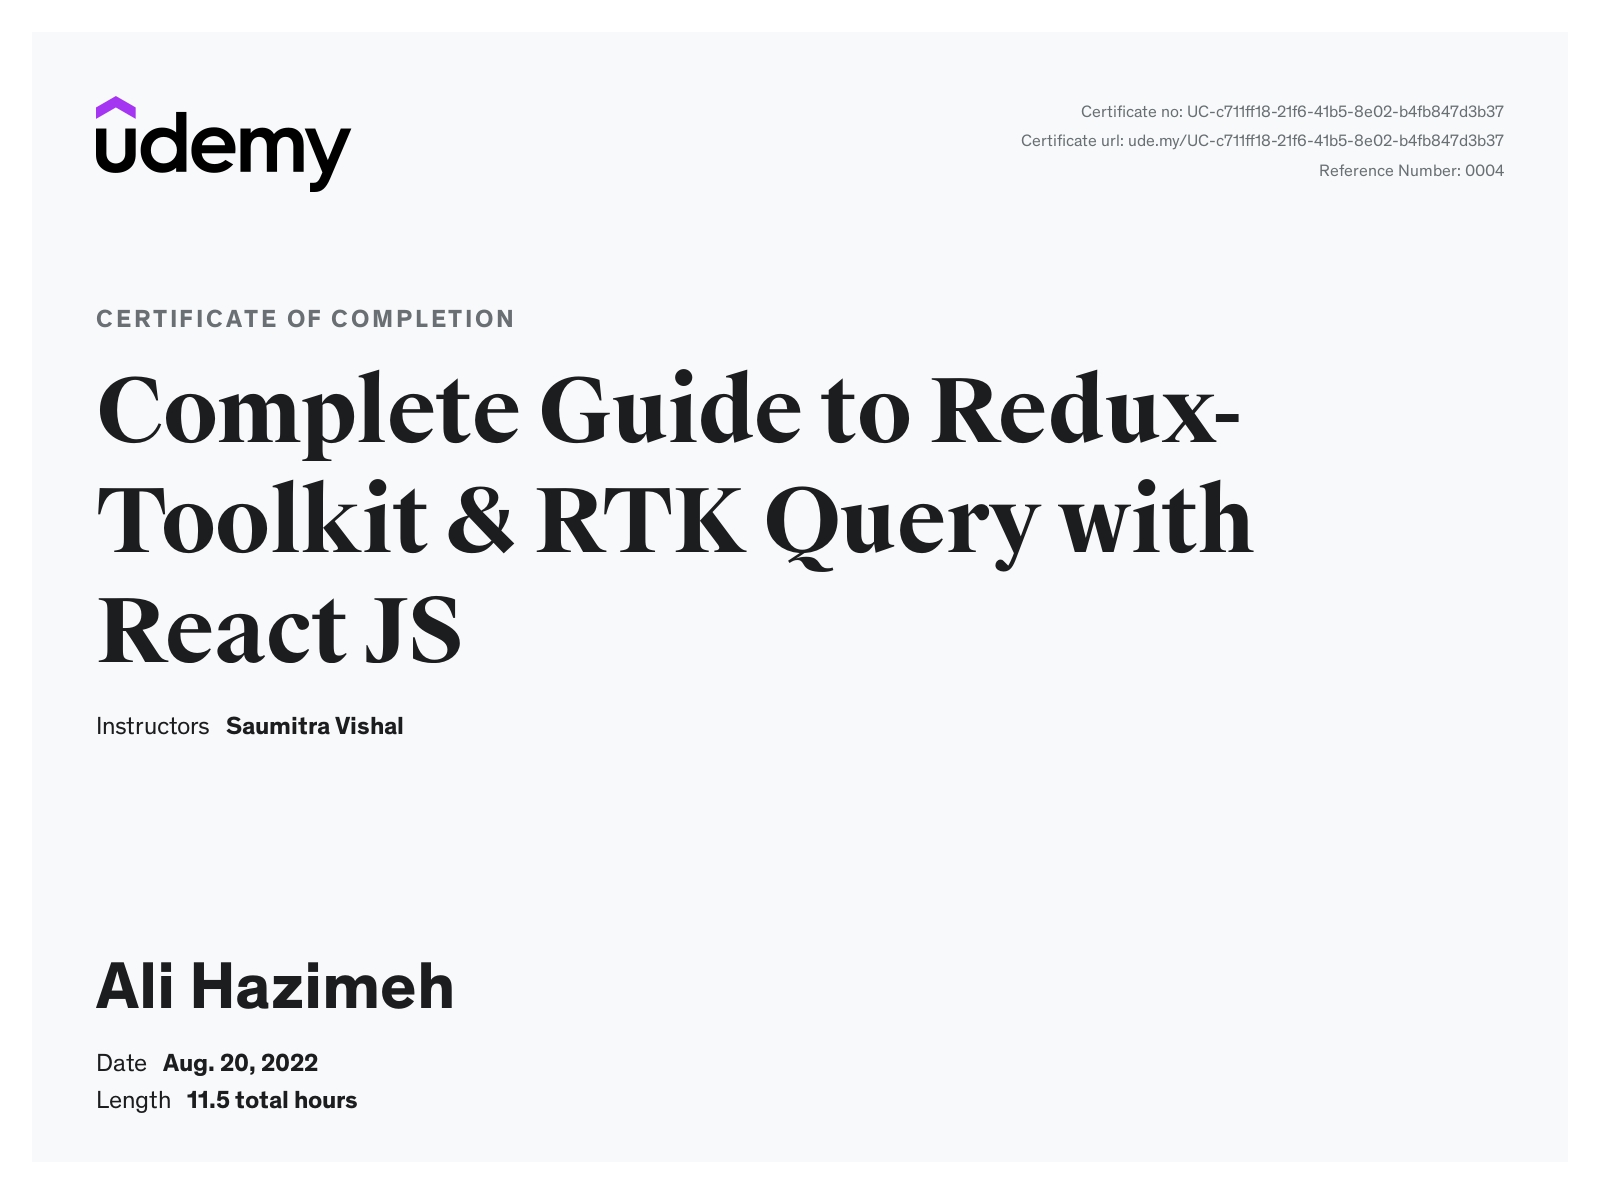 udemy
Certificate no: UC-c711ff18-21f6-41b5-8e02-b4fb847d3b37
Certificate url: ude.my/UC-c711ff18-21f6-41b5-8e02-b4fb847d3b37
Reference Number: 0004
CERTIFICATE OF COMPLETION
Complete Guide to Redux-
Toolkit & RTK Query with
React JS
Instructors Saumitra Vishal
Ali Hazimeh
Date Aug. 20, 2022
Length 11.5 total hours